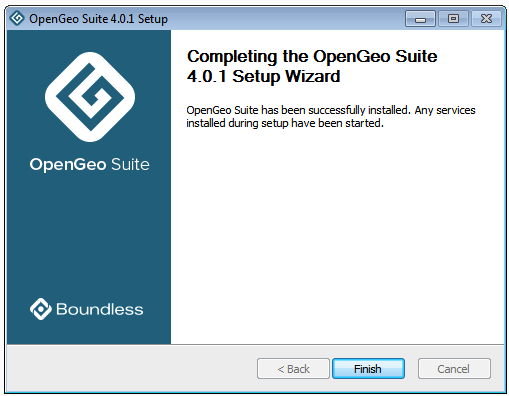 OpenGeo Suite 4.0.1 Setup
Completing the OpenGeo Suite
4.0.1 Setup Wizard
OpenGeo Suite has been successfully installed. Any services
installed during setup have been started.
OpenGeo Suite
Boundless
< Back
Finish
Cancel